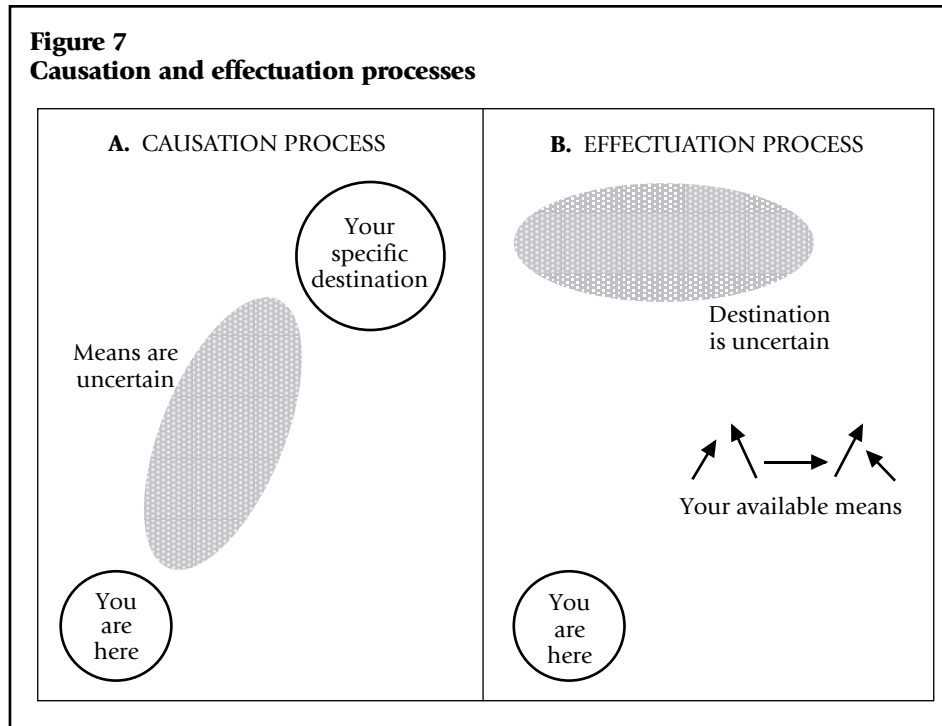 Figure 7
Causation and effectuation processes
A. CAUSATION PROCESS
Your
specific
destination
Means are
uncertain
You
are
here
B. EFFECTUATION PROCESS
Destination
is uncertain
Your available means
You
are
here